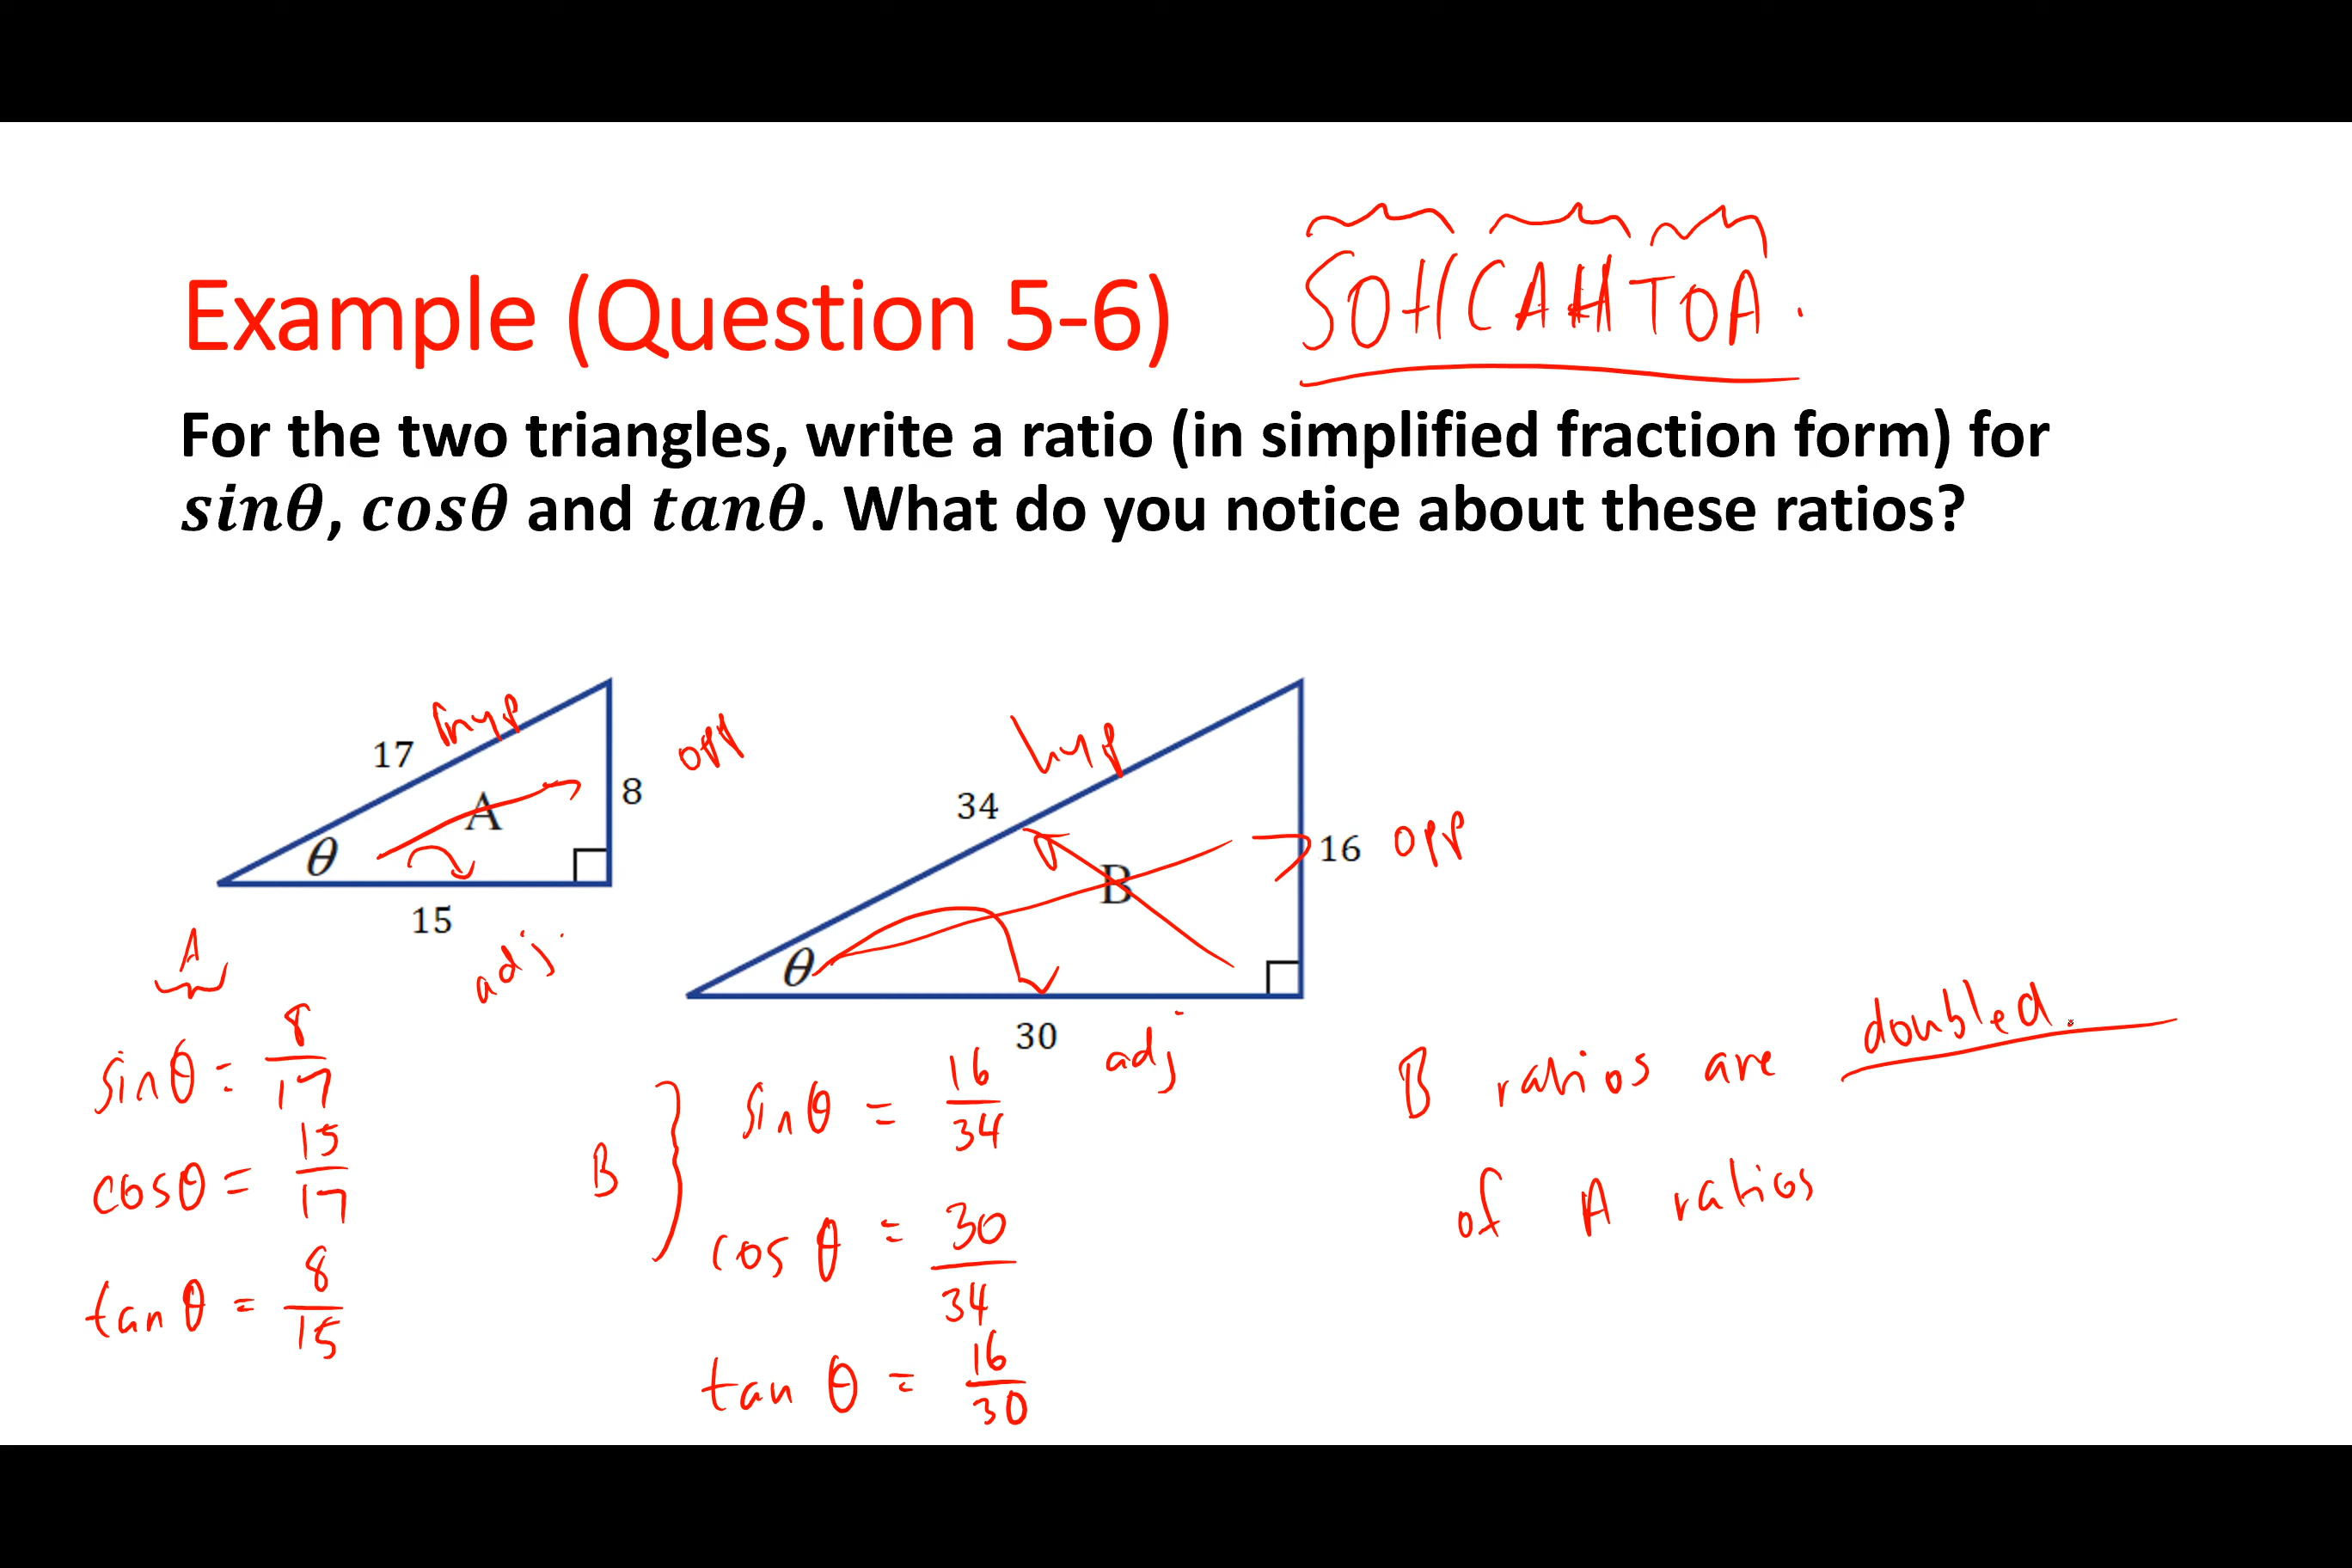 Example (Question 5-6)
SOHCAHTOA.
For the two triangles, write a ratio (in simplified fraction form) for
sinθ, cosθ and tanθ. What do you notice about these ratios?
17
hyp
A
8
opp
θ
15
adj.
34
hyp
B
16
opp
θ
30
adj
A
sinθ = 8/17
cosθ = 15/17
tanθ = 8/15
B
sinθ = 16/34
cosθ = 30/34
tanθ = 16/30
B ratios are doubled.
of A ratios